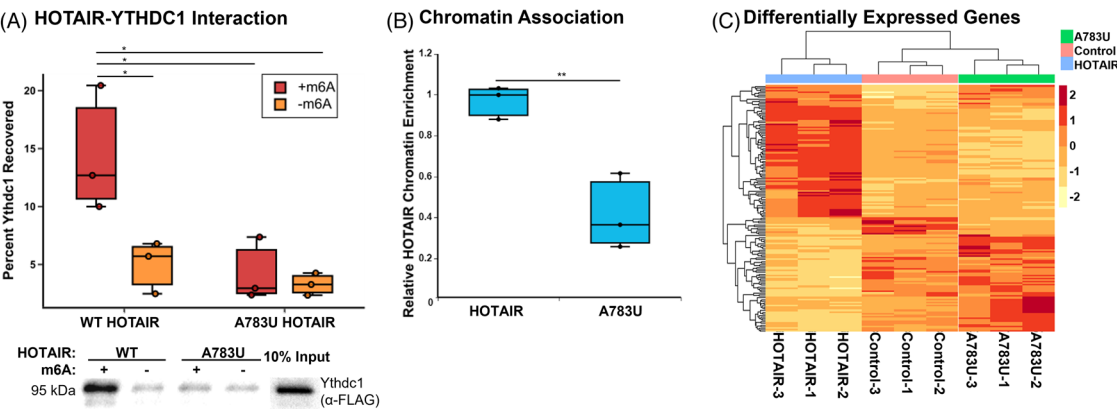 (A) HOTAIR-YTHDC1 Interaction
Percent Ythdc1 Recovered
20
15
10
5
*
*
*
+m6A
-m6A
WT HOTAIR
A783U HOTAIR
HOTAIR: WT A783U 10% Input
m6A: + - + -
95 kDa
Ythdc1
(α-FLAG)
(B) Chromatin Association
Relative HOTAIR Chromatin Enrichment
1.2
1
0.8
0.6
0.4
0.2
0
**
HOTAIR
A783U
(C) Differentially Expressed Genes
A783U
Control
HOTAIR
2
1
0
-1
-2
HOTAIR-3
HOTAIR-1
HOTAIR-2
Control-3
Control-1
Control-2
A783U-3
A783U-1
A783U-2